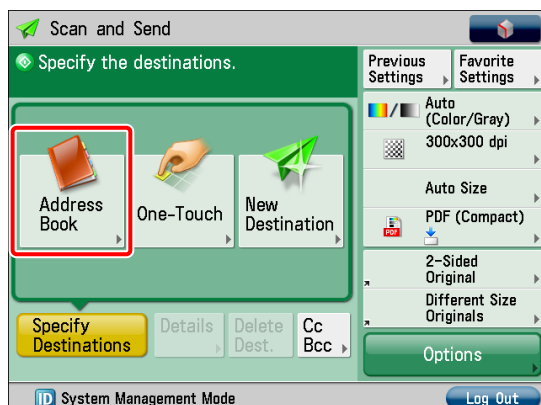 Scan and Send
Specify the destinations.
Previous Settings
Favorite Settings
Auto
(Color/Gray)
300x300 dpi
Auto Size
PDF
PDF (Compact)
2-Sided
Original
Different Size
Originals
Options
Address
Book
One-Touch
New
Destination
Specify
Destinations
Details
Delete
Dest.
Cc
Bcc
ID System Management Mode
Log Out